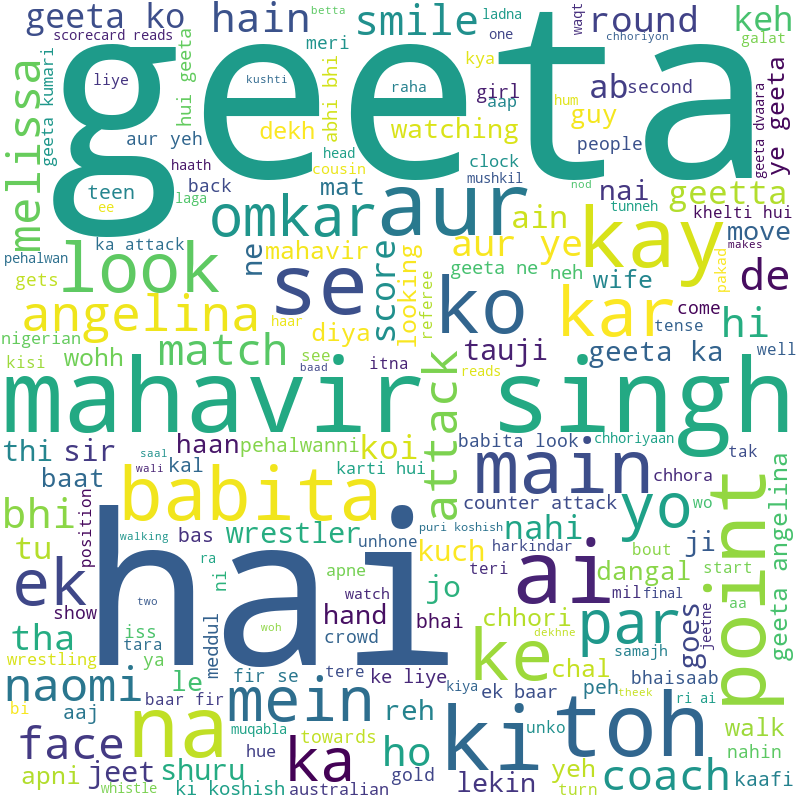 geeta
geeta ko hain smile betta ladna waqt round chhoriyon keh
scorecard reads meri one galat
liye hui geeta kushti kya ab second
geeta kumari abhi bhi raha girl aap hum guy
melissa aur yeh dekh watching people geeta dvaara ye geeta
haath cousin head clock mushkil
teen back mat nod nai geetta
ee laga omkar aur ain tunneh khelti hui
pehalwan ka attack ne mahavir score aur ye kay move makes
look se looking geeta ne neh wife pakad de
gets referee ko kar come
angelina diya tense hi
nigerian haar match see itna tauji geeta ka well
kisi wohh baad reads
mahavir singh
thi sir haan pehalwanni koi attack babita look chhoriyaan tak
baat saal kal karti hui main chhora wo
wali babita counter attack yo point
bhi position walking bas wrestler unhone puri koshish nahi ji geeta angelina
tu hai ra kuch harkindar bout
ek ni apne teri ai dangal start
show two watch jo mil final aa
tha iss meddul hand bhai chhori par goes jeetne
tara woh crowd dekhne samajh
wrestling ya fir se tere ke liye ke chal bhaisaab
naomi le mein kiya peh theek ri ai
bi aaj baar fir reh ek baar
na muqabla towards ki toh unko walk
face hue ka ho yeh nahin
apni jeet shuru gold lekin coach kaafi
whistle ki koshish australian turn